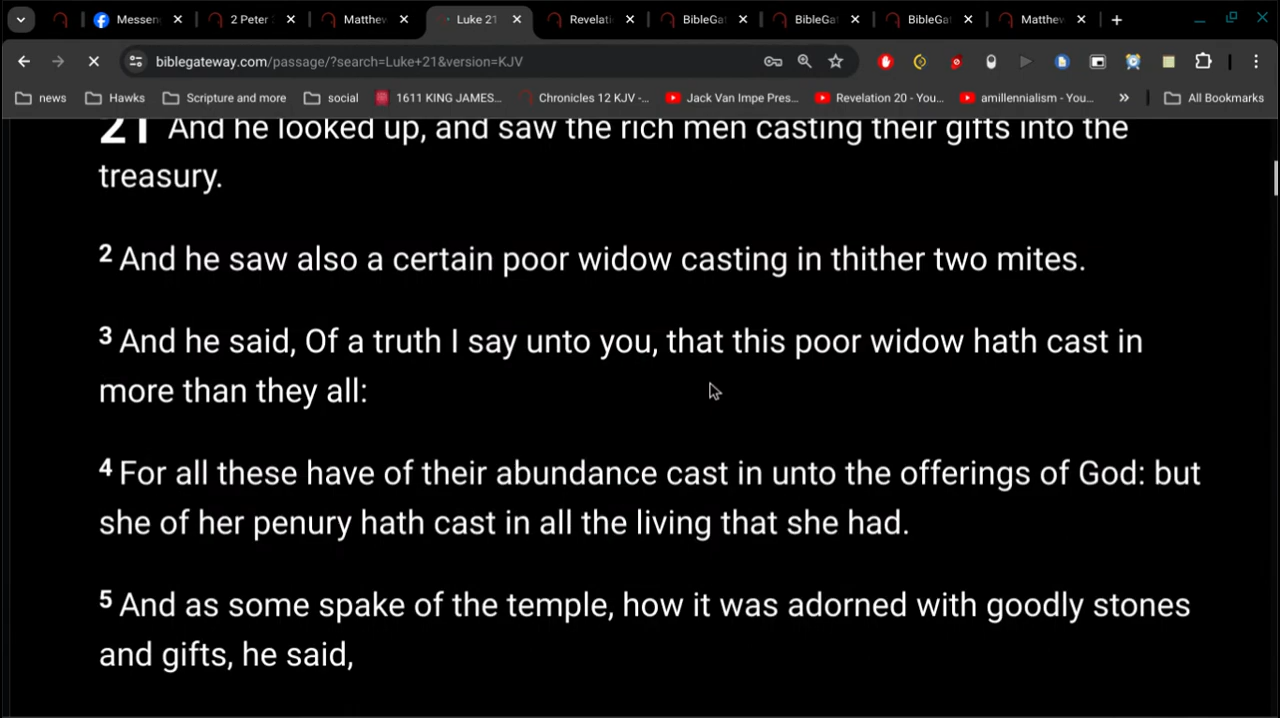 Messen 2 Peter Matthew Luke 21 Revelati BibleGa BibleGa BibleGa Matthew
biblegateway.com/passage/?search=Luke+21&version=KJV
news Hawks Scripture and more social 1611 KING JAMES... Chronicles 12 KJV -... Jack Van Impe Pres... Revelation 20 - You... amillennialism - You... » All Bookmarks
21 And he looked up, and saw the rich men casting their gifts into the
treasury.
2 And he saw also a certain poor widow casting in thither two mites.
3 And he said, Of a truth I say unto you, that this poor widow hath cast in
more than they all:
4 For all these have of their abundance cast in unto the offerings of God: but
she of her penury hath cast in all the living that she had.
5 And as some spake of the temple, how it was adorned with goodly stones
and gifts, he said,